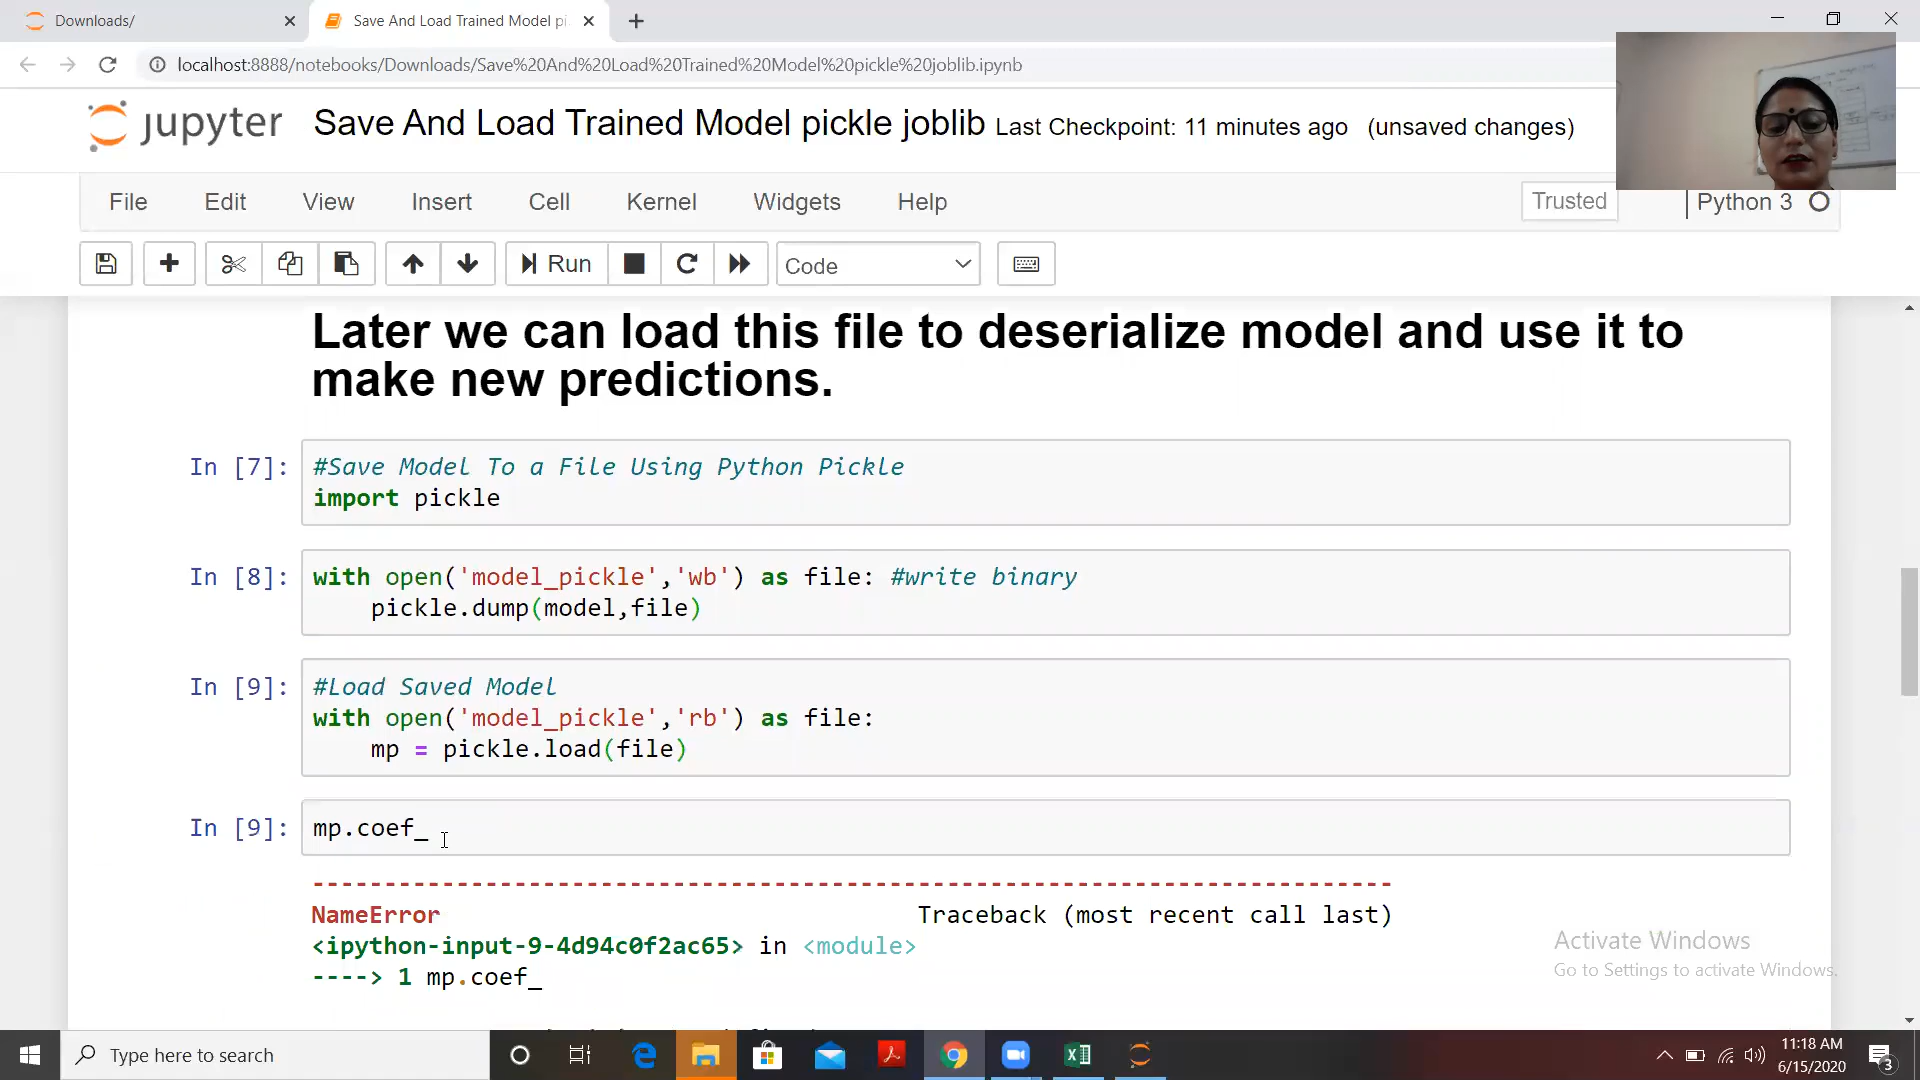 Downloads/
Save And Load Trained Model pi
localhost:8888/notebooks/Downloads/Save%20And%20Load%20Trained%20Model%20pickle%20joblib.ipynb
jupyter Save And Load Trained Model pickle joblib Last Checkpoint: 11 minutes ago (unsaved changes)
File Edit View Insert Cell Kernel Widgets Help Trusted Python 3
Run Code
Later we can load this file to deserialize model and use it to
make new predictions.
In [7]: #Save Model To a File Using Python Pickle
import pickle
In [8]: with open('model_pickle','wb') as file: #write binary
pickle.dump(model,file)
In [9]: #Load Saved Model
with open('model_pickle','rb') as file:
mp = pickle.load(file)
In [9]: mp.coef_
---------------------------------------------------------------------------
NameError Traceback (most recent call last)
<ipython-input-9-4d94c0f2ac65> in <module>
----> 1 mp.coef_
Activate Windows
Go to Settings to activate Windows.
Type here to search
11:18 AM
6/15/2020
3